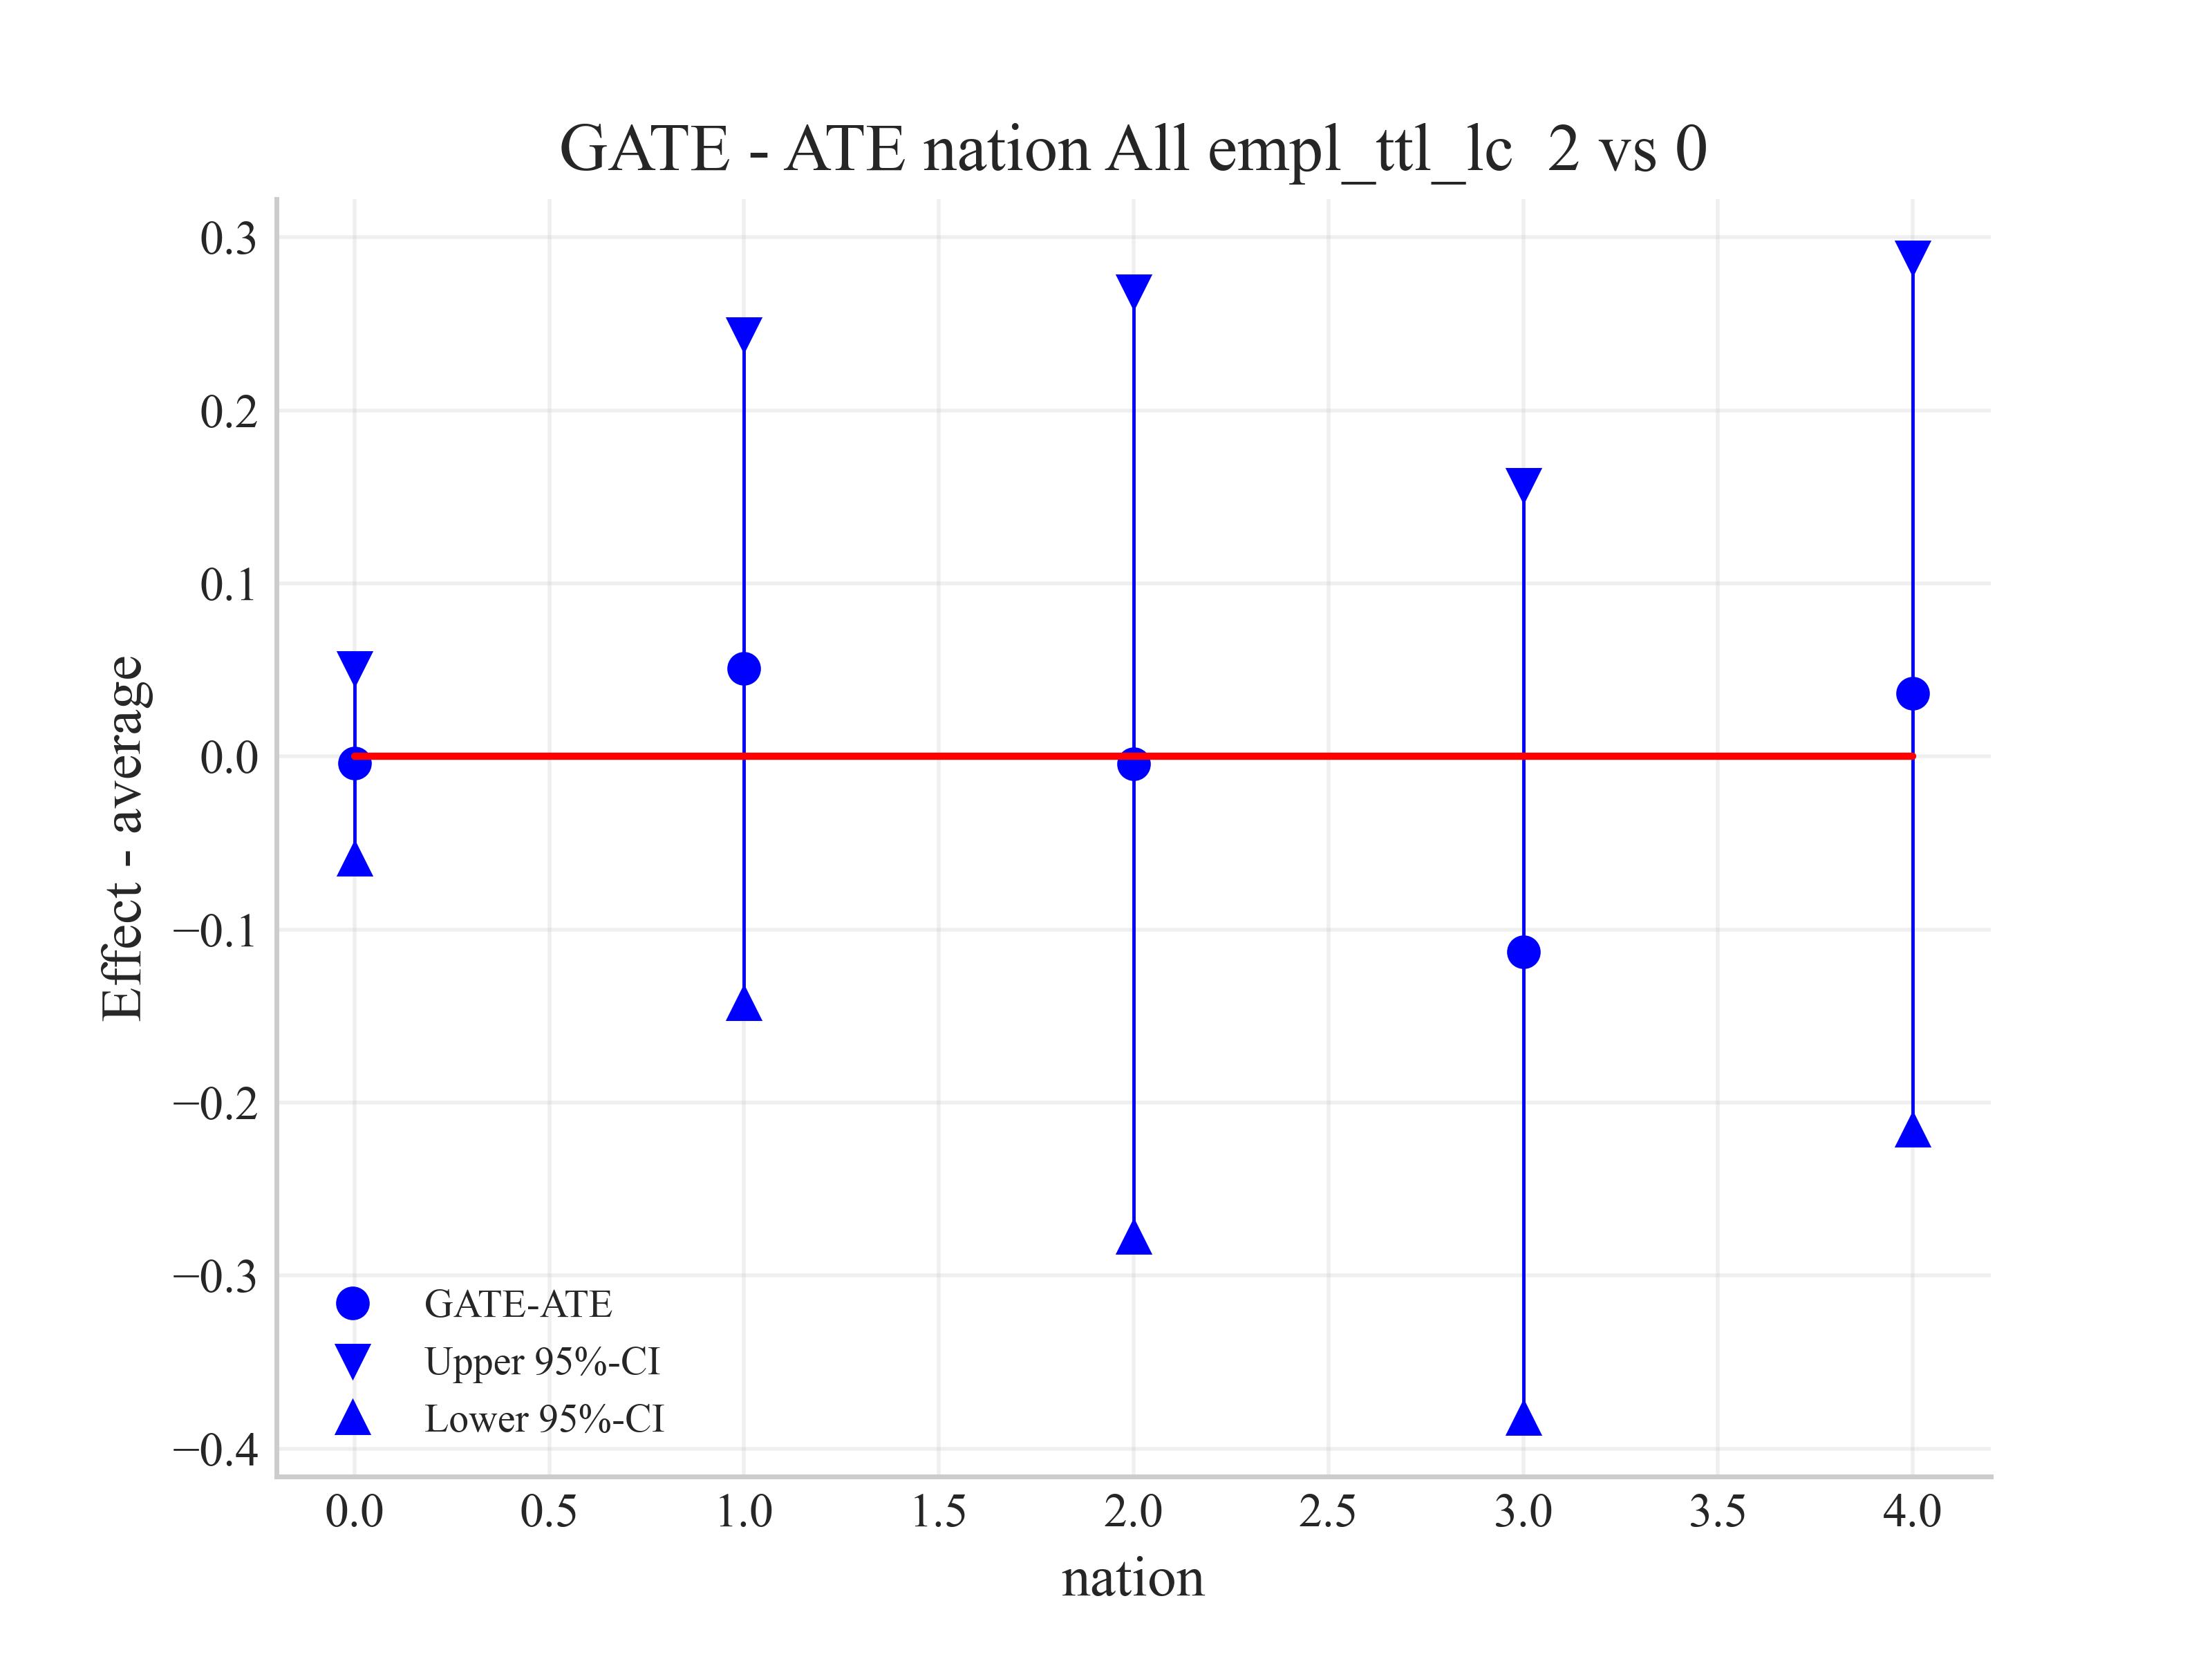 GATE - ATE nation All empl_ttl_lc  2 vs 0
0.3
0.2
0.1
0.0
−0.1
−0.2
−0.3
−0.4
Effect - average
GATE-ATE
Upper 95%-CI
Lower 95%-CI
0.0 0.5 1.0 1.5 2.0 2.5 3.0 3.5 4.0
nation